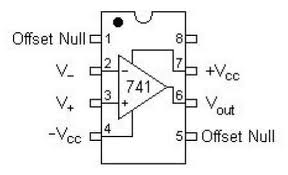 Offset Null 1 8
V₋ 2 − 7 +Vcc
741
V₊ 3 + 6 Vout
-Vcc 4 5 Offset Null